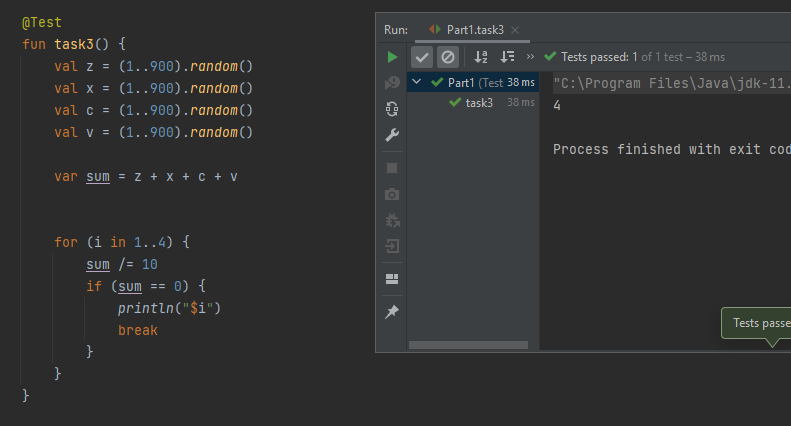 @Test
fun task3() {
val z = (1..900).random()
val x = (1..900).random()
val c = (1..900).random()
val v = (1..900).random()
var sum = z + x + c + v
for (i in 1..4) {
sum /= 10
if (sum == 0) {
println("$i")
break
}
}
}
Run: Part1.task3
Tests passed: 1 of 1 test – 38 ms
Part1 (Test 38 ms
task3 38 ms
"C:\Program Files\Java\jdk-11.
4
Process finished with exit cod
Tests passe